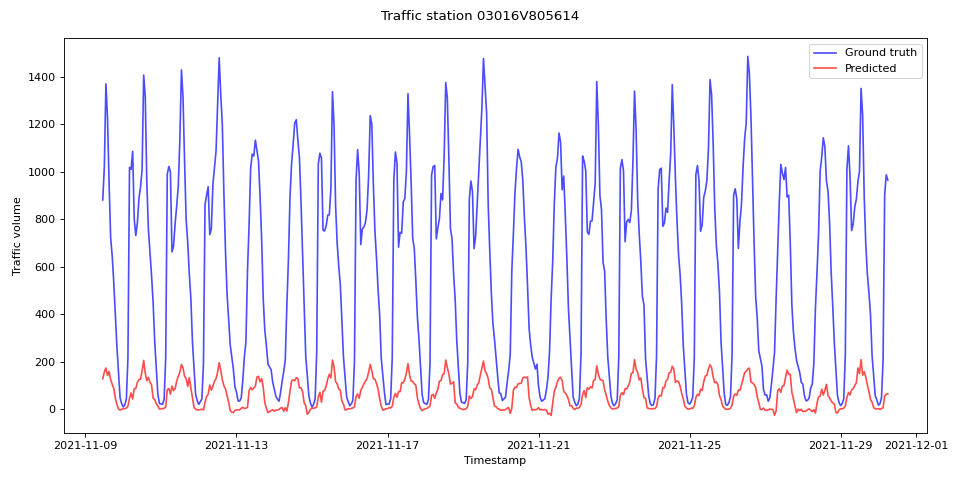 Traffic station 03016V805614
Ground truth
Predicted
Traffic volume
1400
1200
1000
800
600
400
200
0
2021-11-09 2021-11-13 2021-11-17 2021-11-21 2021-11-25 2021-11-29 2021-12-01
Timestamp